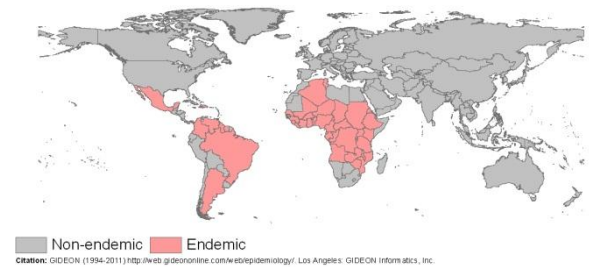 Non-endemic Endemic
Citation: GIDEON (1994-2011) http://web.gideononline.com/web/epidemiology/. Los Angeles: GIDEON Informatics, Inc.